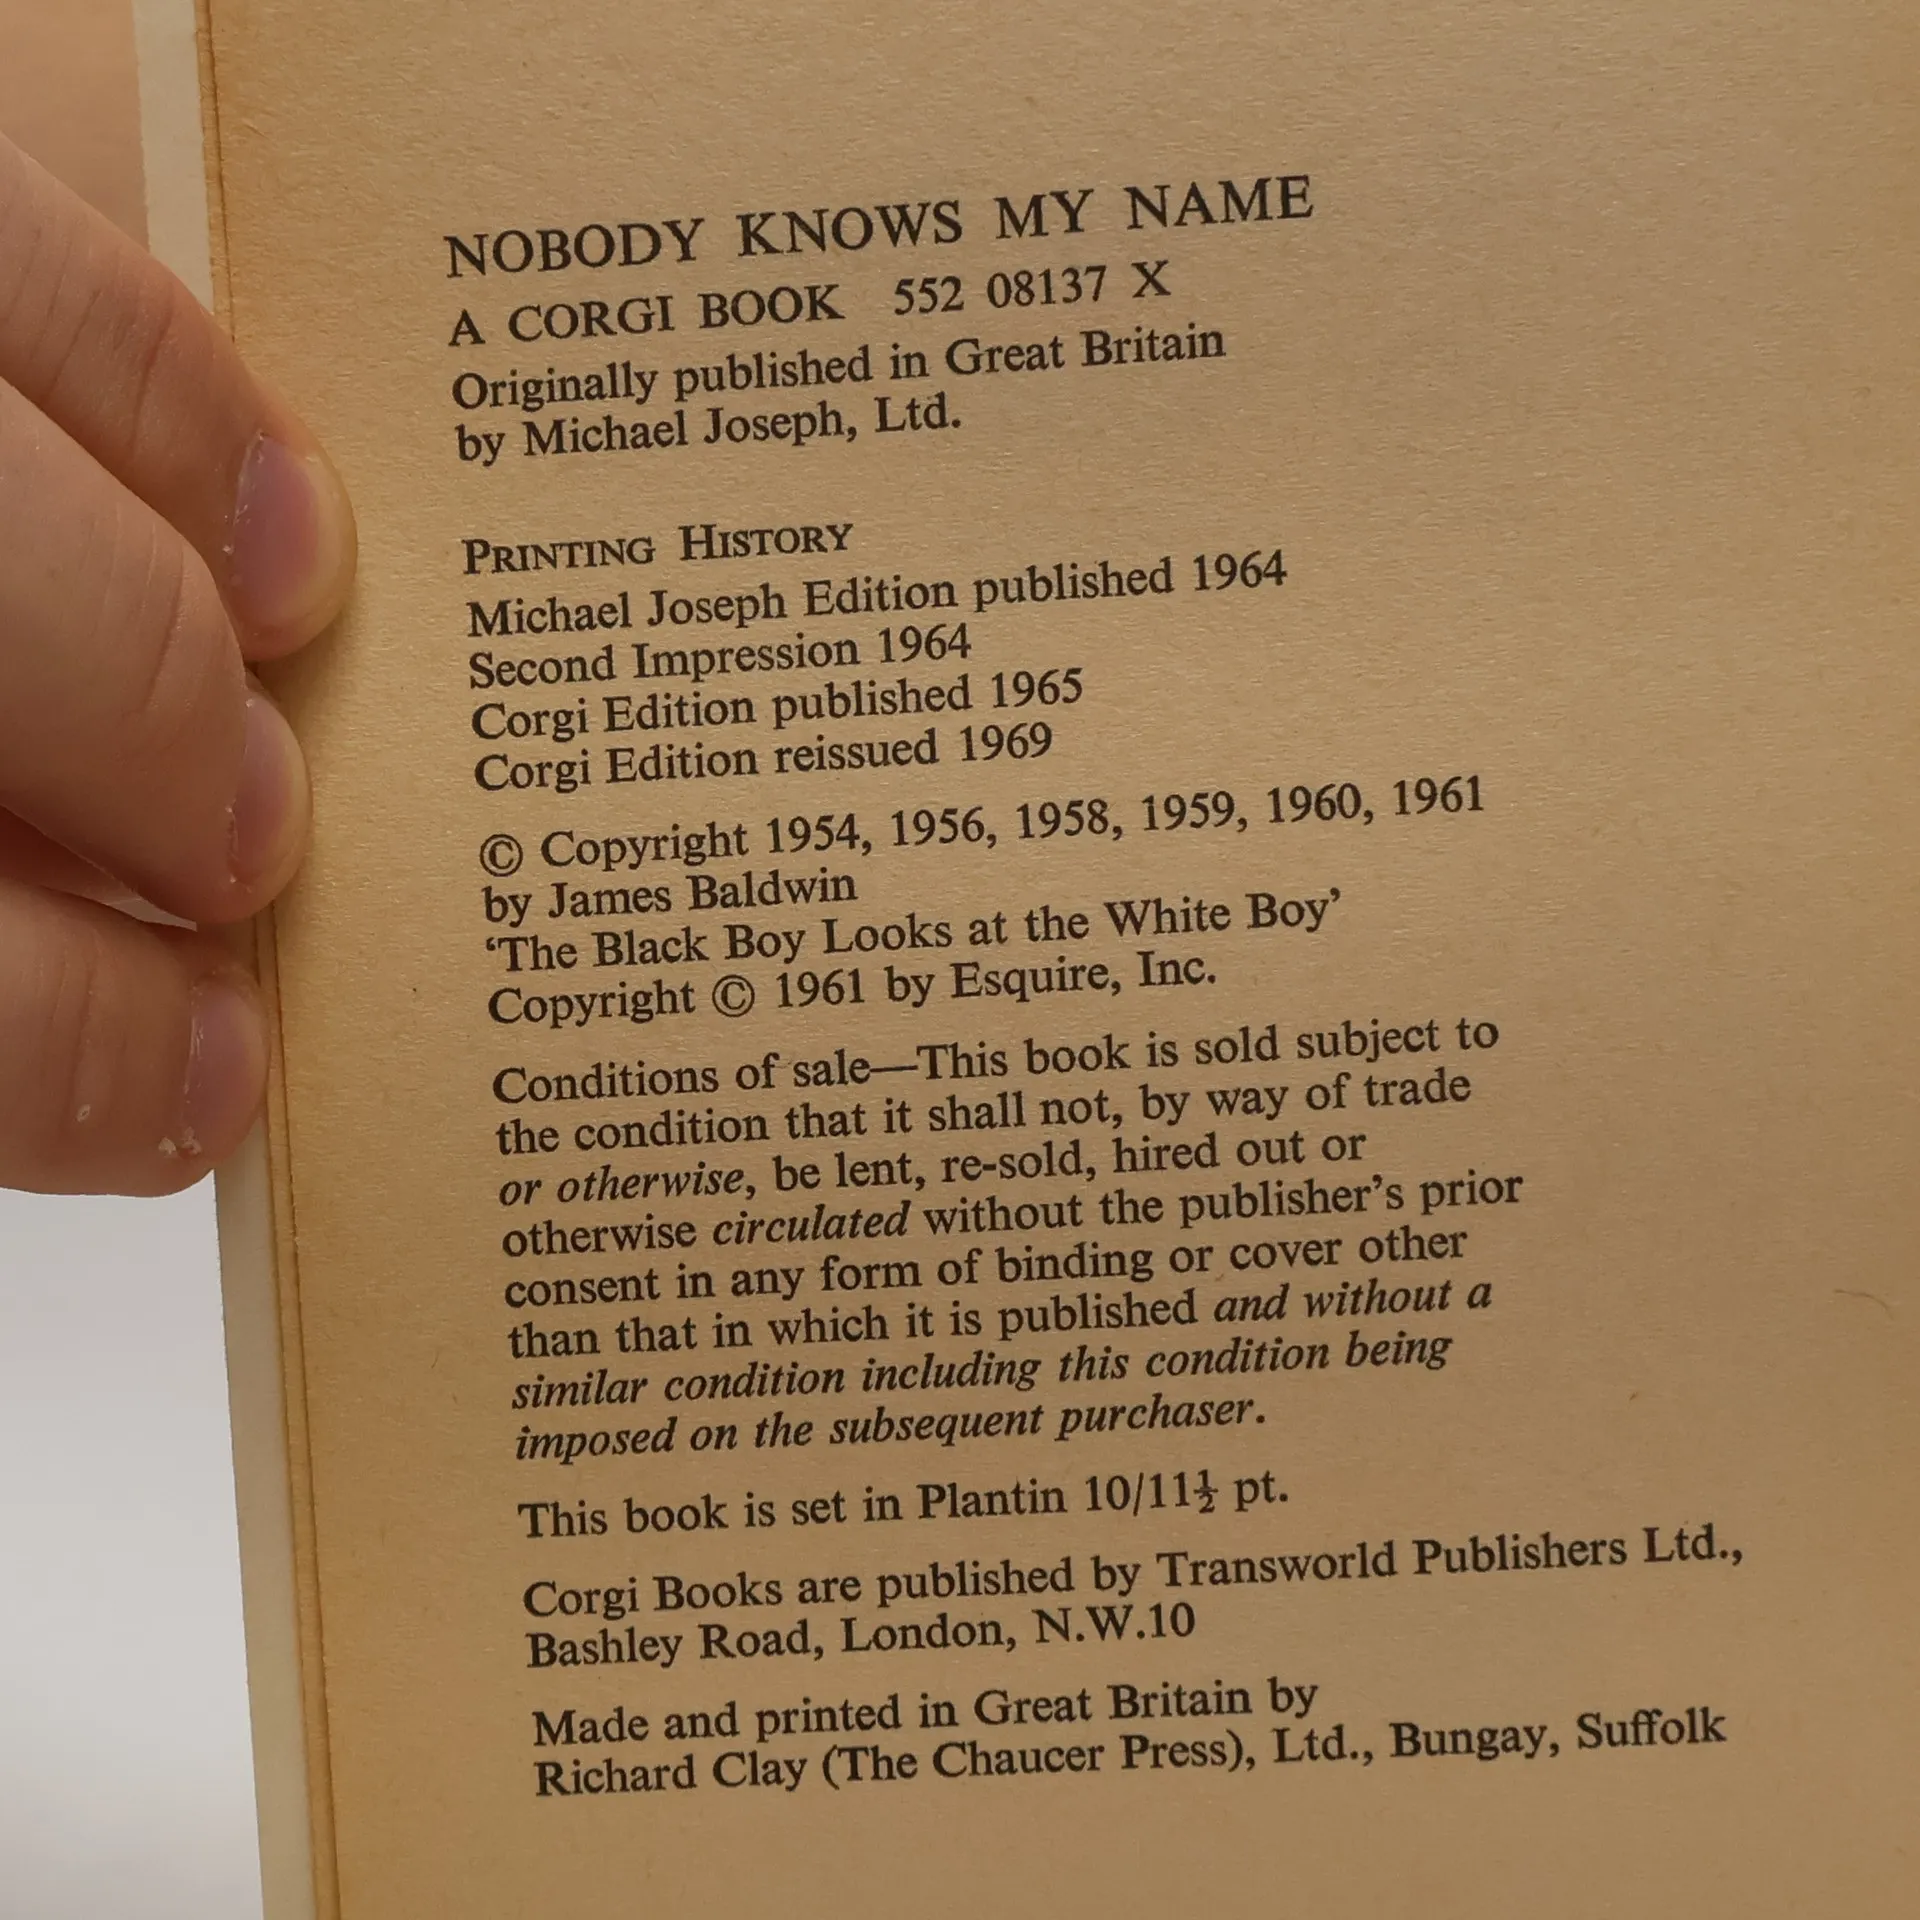 NOBODY KNOWS MY NAME
A CORGI BOOK 552 08137 X
Originally published in Great Britain
by Michael Joseph, Ltd.
PRINTING HISTORY
Michael Joseph Edition published 1964
Second Impression 1964
Corgi Edition published 1965
Corgi Edition reissued 1969
© Copyright 1954, 1956, 1958, 1959, 1960, 1961
by James Baldwin
‘The Black Boy Looks at the White Boy’
Copyright © 1961 by Esquire, Inc.
Conditions of sale—This book is sold subject to
the condition that it shall not, by way of trade
or otherwise, be lent, re-sold, hired out or
otherwise circulated without the publisher’s prior
consent in any form of binding or cover other
than that in which it is published and without a
similar condition including this condition being
imposed on the subsequent purchaser.
This book is set in Plantin 10/11½ pt.
Corgi Books are published by Transworld Publishers Ltd.,
Bashley Road, London, N.W.10
Made and printed in Great Britain by
Richard Clay (The Chaucer Press), Ltd., Bungay, Suffolk